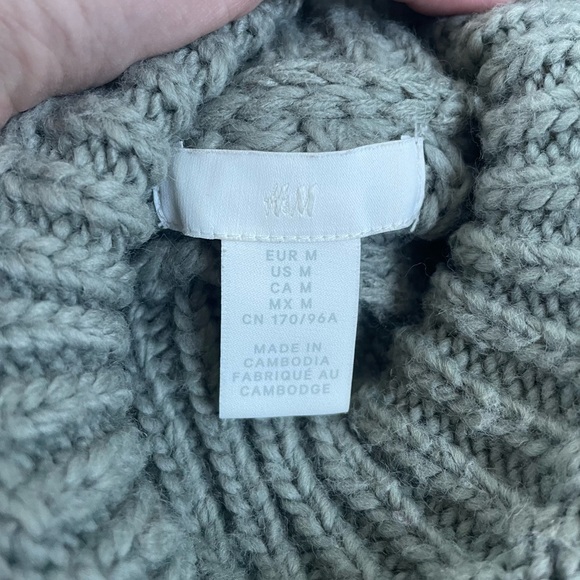 H&M
EUR M
US M
CA M
MX M
CN 170/96A
MADE IN
CAMBODIA
FABRIQUÉ AU
CAMBODGE